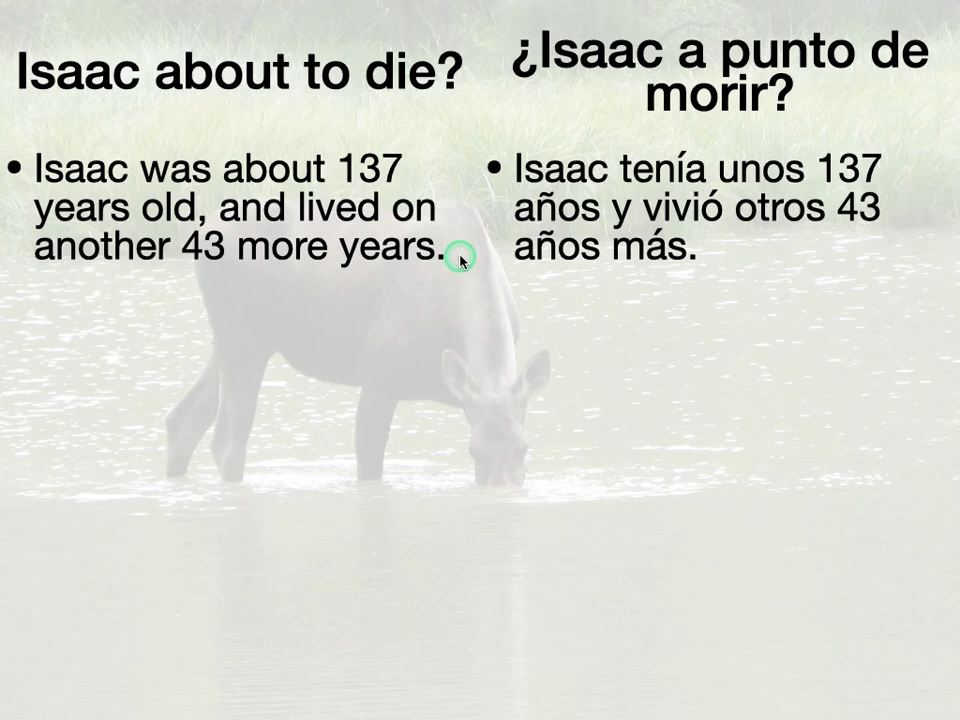 Isaac about to die?
• Isaac was about 137
years old, and lived on
another 43 more years.
¿Isaac a punto de
morir?
• Isaac tenía unos 137
años y vivió otros 43
años más.